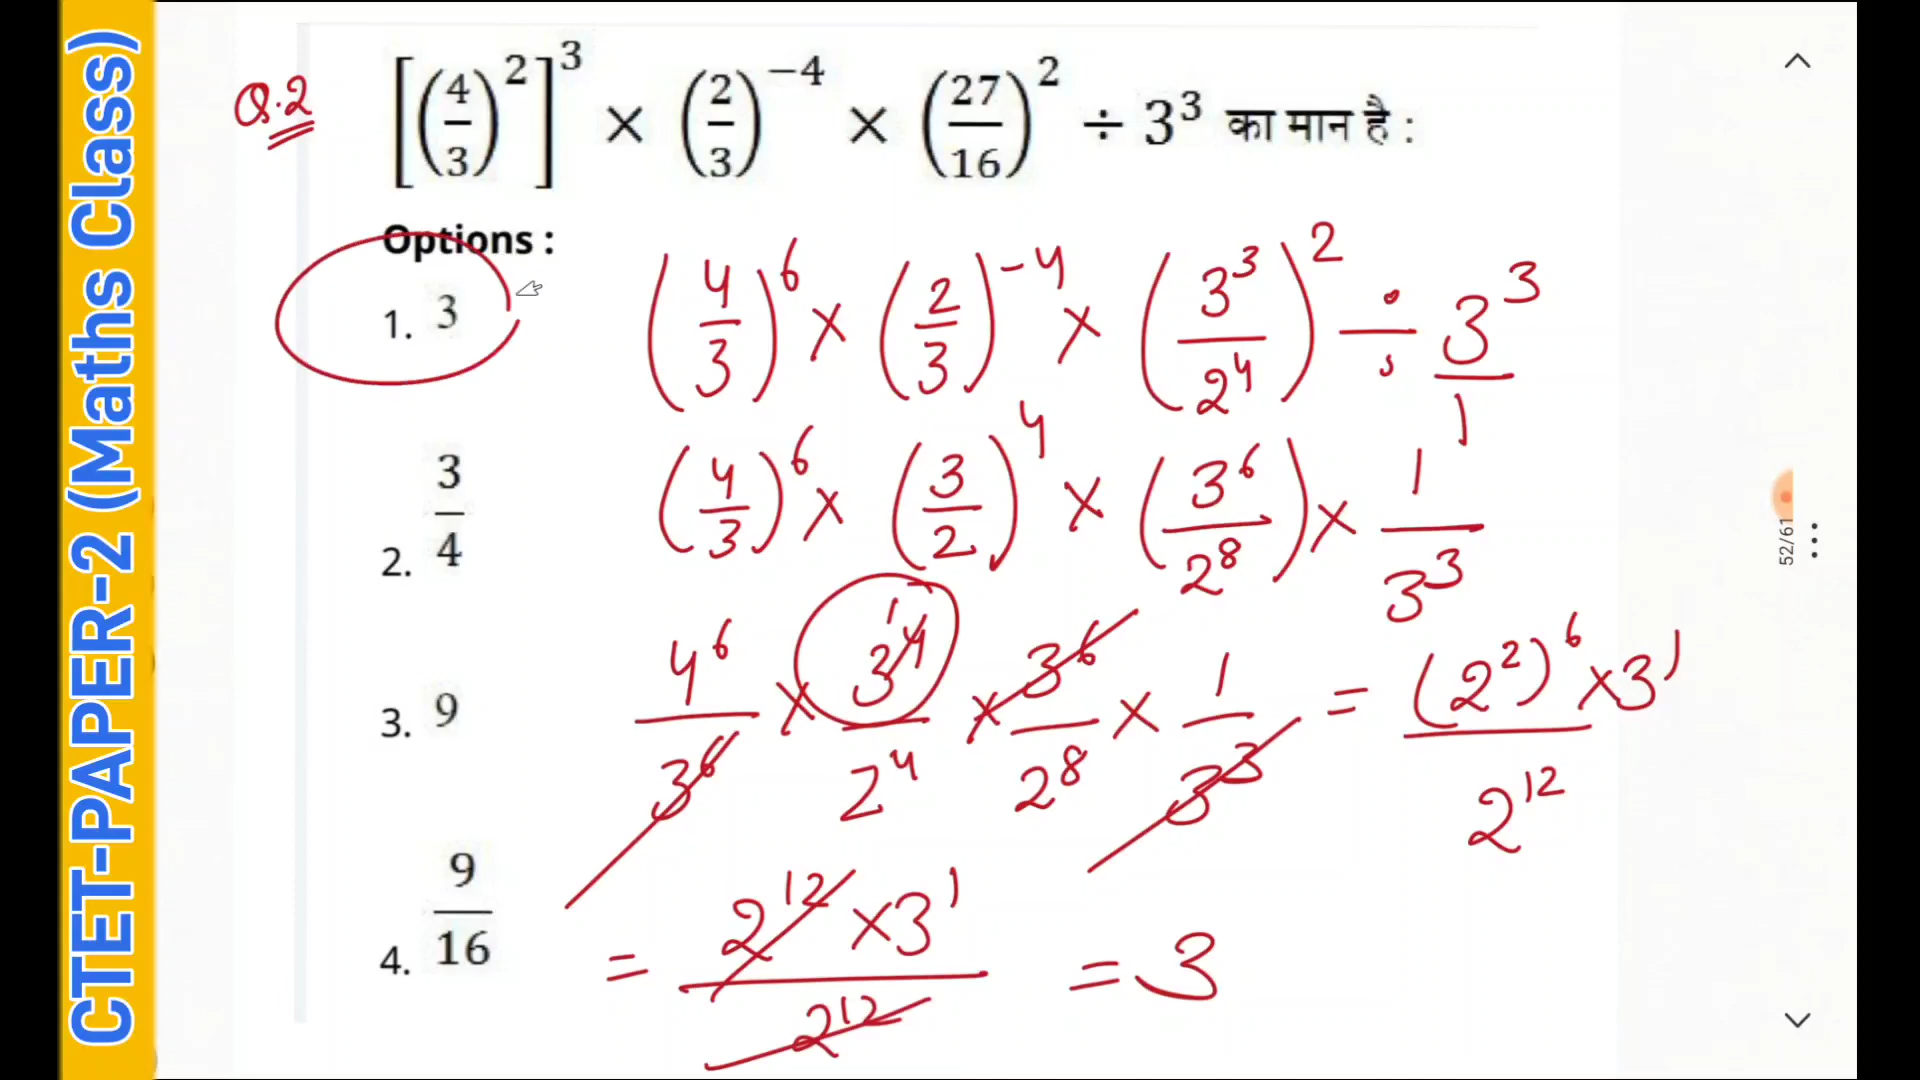 CTET-PAPER-2 (Maths Class)
Q.2 [(4/3)^2]^3 × (2/3)^-4 × (27/16)^2 ÷ 3^3 का मान है :
Options :
1. 3
2. 3/4
3. 9
4. 9/16
(4/3)^6 × (2/3)^-4 × (3^3/2^4)^2 ÷ 3^3/1
(4/3)^6 × (3/2)^4 × (3^6/2^8) × 1/3^3
4^6/3^6 × 3^4 1/2^4 × 3^6/2^8 × 1/3^3 = (2^2)^6 × 3^1/2^12
= 2^12 × 3^1/2^12 = 3
52/61